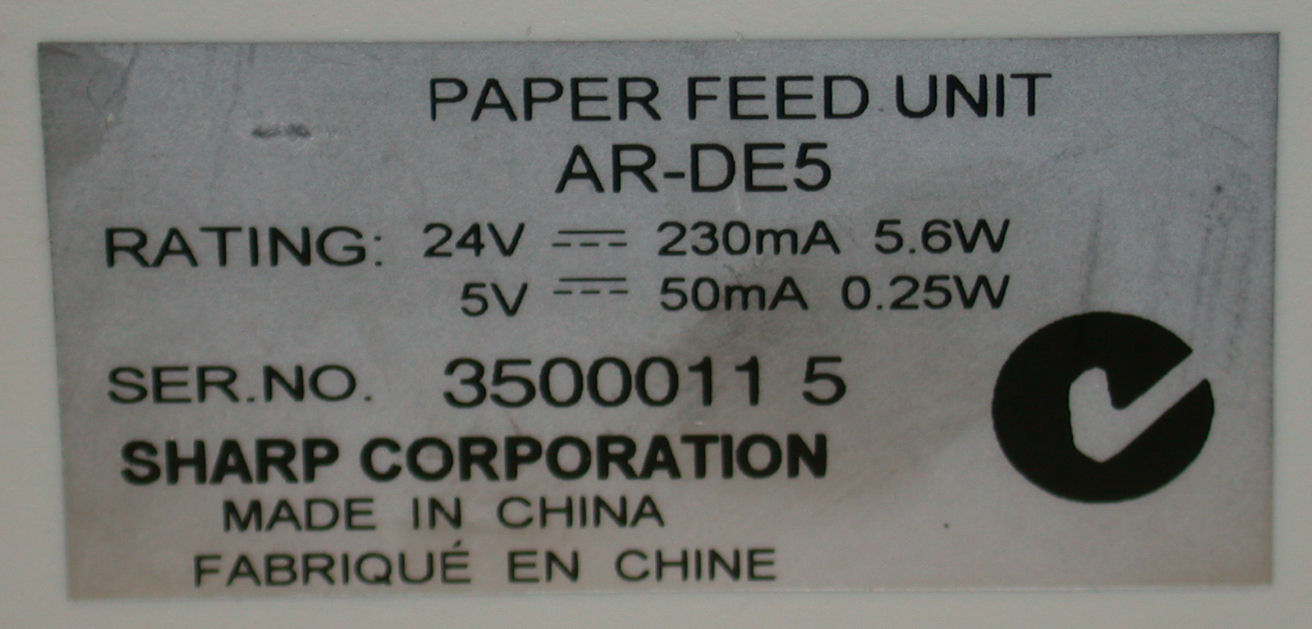 PAPER FEED UNIT
AR-DE5
RATING: 24V ⎓ 230mA 5.6W
5V ⎓ 50mA 0.25W
SER.NO. 3500011 5
SHARP CORPORATION
MADE IN CHINA
FABRIQUÉ EN CHINE